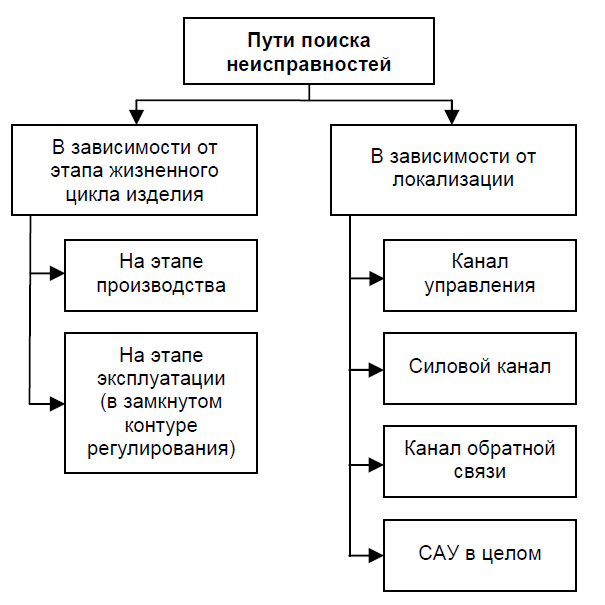 Пути поиска
неисправностей
В зависимости от
этапа жизненного
цикла изделия
На этапе
производства
На этапе
эксплуатации
(в замкнутом
контуре
регулирования)
В зависимости от
локализации
Канал
управления
Силовой канал
Канал обратной
связи
САУ в целом